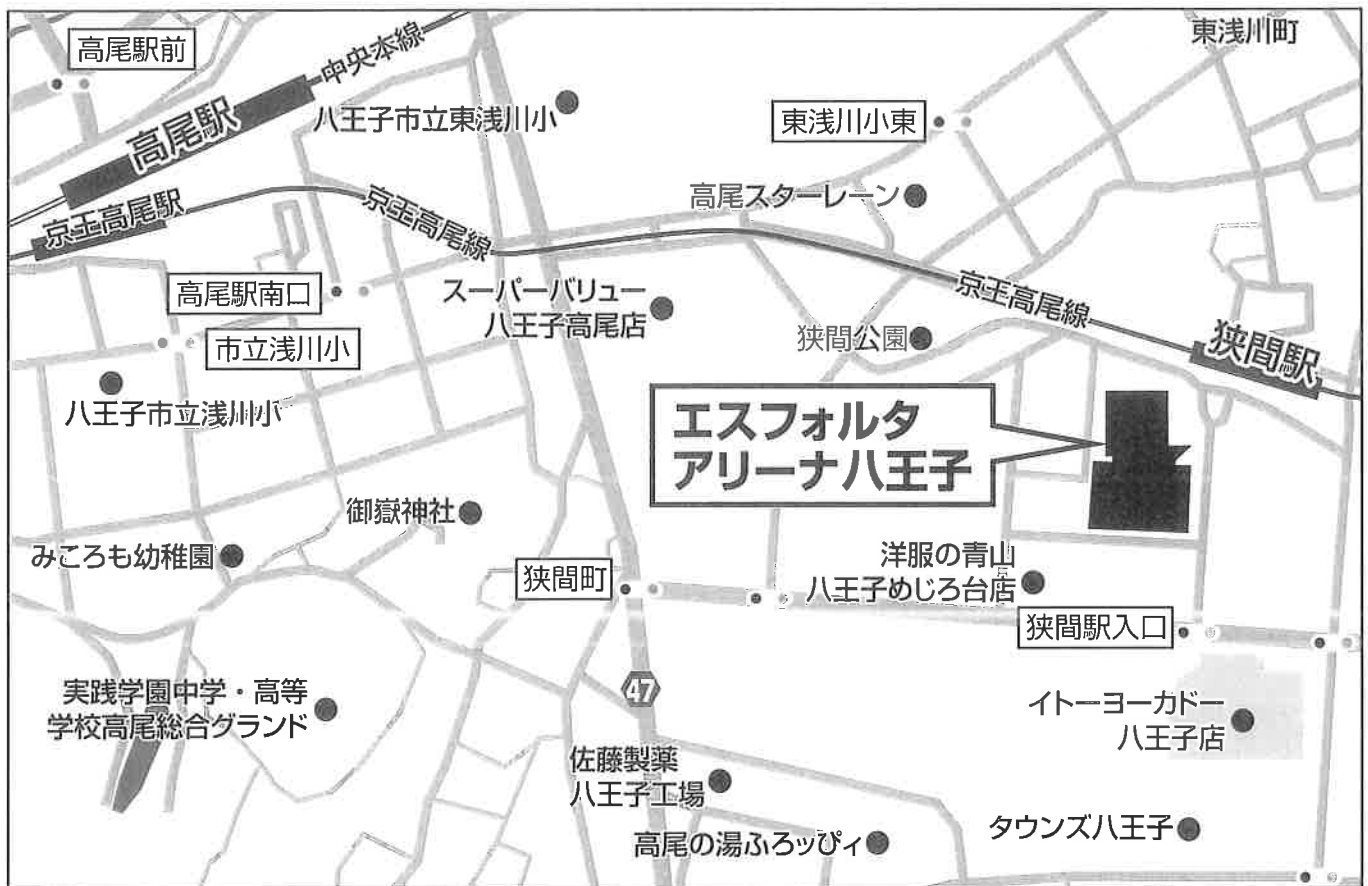 高尾駅前
中央本線
東浅川町
高尾駅
八王子市立東浅川小
東浅川小東
京王高尾駅
京王高尾線
高尾スターレーン
高尾駅南口
スーパーバリュー
八王子高尾店
京王高尾線
狭間駅
市立浅川小
狭間公園
八王子市立浅川小
エスフォルタ
アリーナ八王子
御嶽神社
みころも幼稚園
狭間町
洋服の青山
八王子めじろ台店
狭間駅入口
47
実践学園中学・高等
学校高尾総合グランド
イトーヨーカドー
八王子店
佐藤製薬
八王子工場
高尾の湯ふろッぴィ
タウンズ八王子